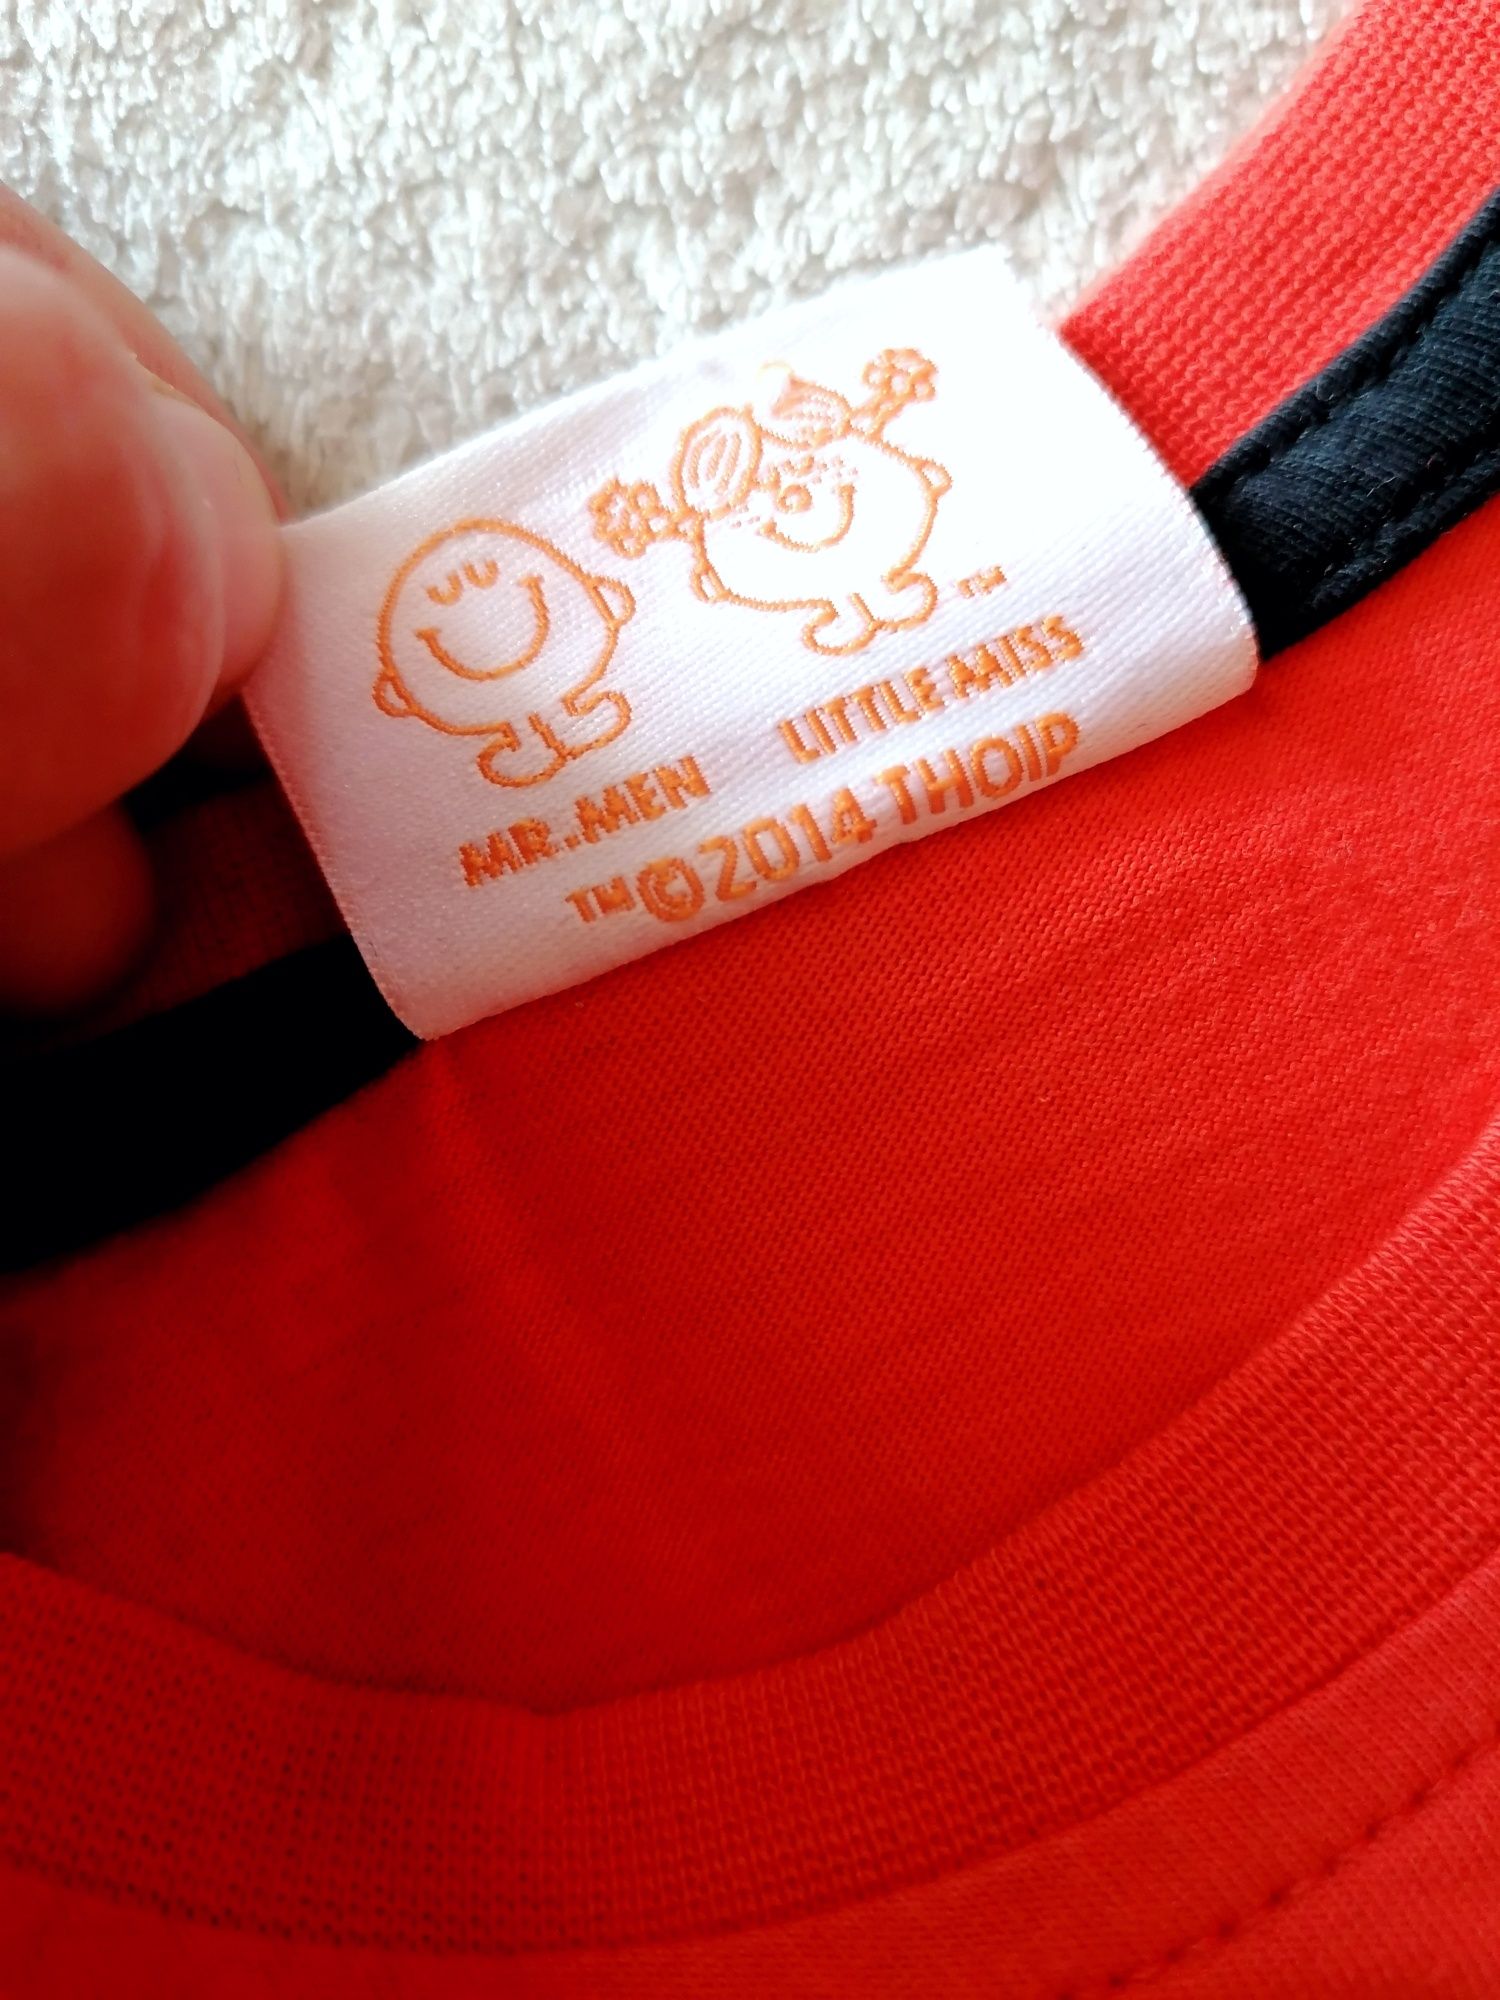 ™
MR.MEN LITTLE MISS
™©2014 THOIP